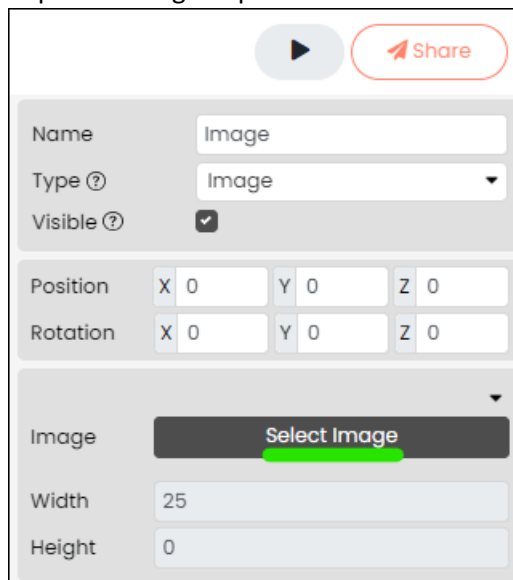 Share
Name Image
Type ? Image
Visible ?
Position X 0 Y 0 Z 0
Rotation X 0 Y 0 Z 0
Image Select Image
Width 25
Height 0